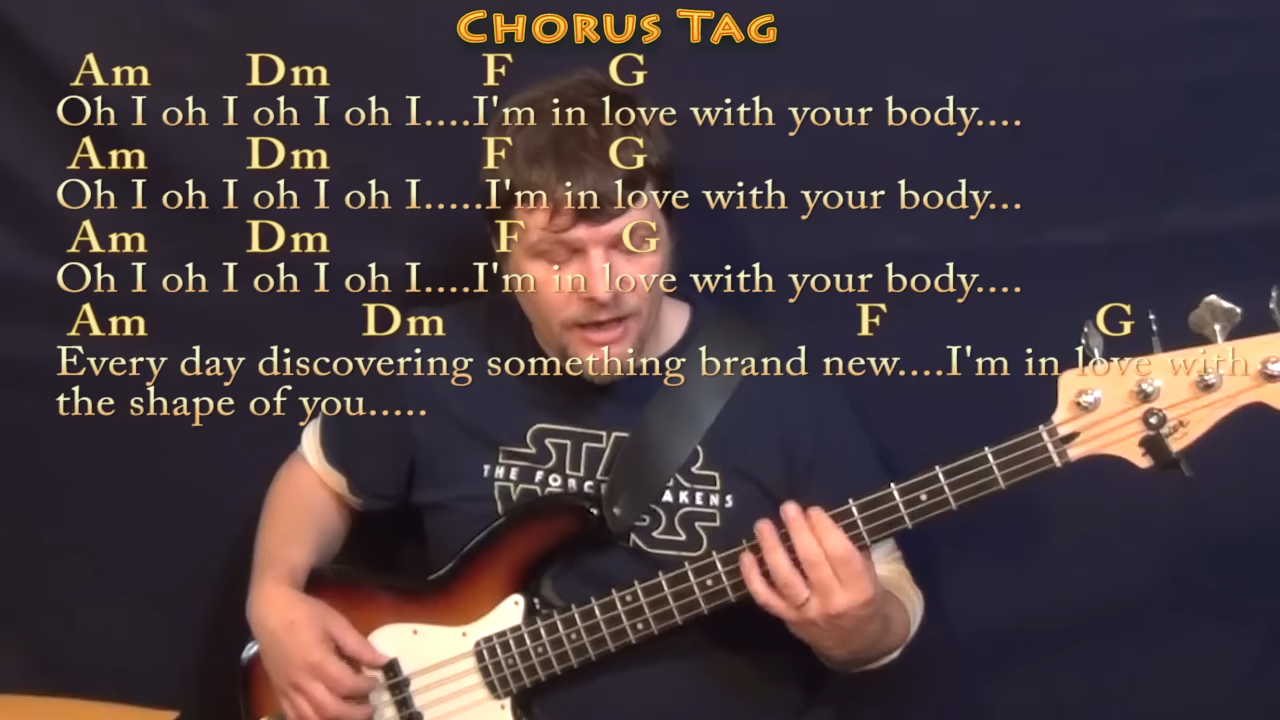 CHORUS TAG
Am Dm F G
Oh I oh I oh I oh I....I'm in love with your body....
Am Dm F G
Oh I oh I oh I oh I.....I'm in love with your body...
Am Dm F G
Oh I oh I oh I oh I....I'm in love with your body....
Am Dm F G
Every day discovering something brand new....I'm in love with
the shape of you.....
STAR
THE FORC AKENS
WARS